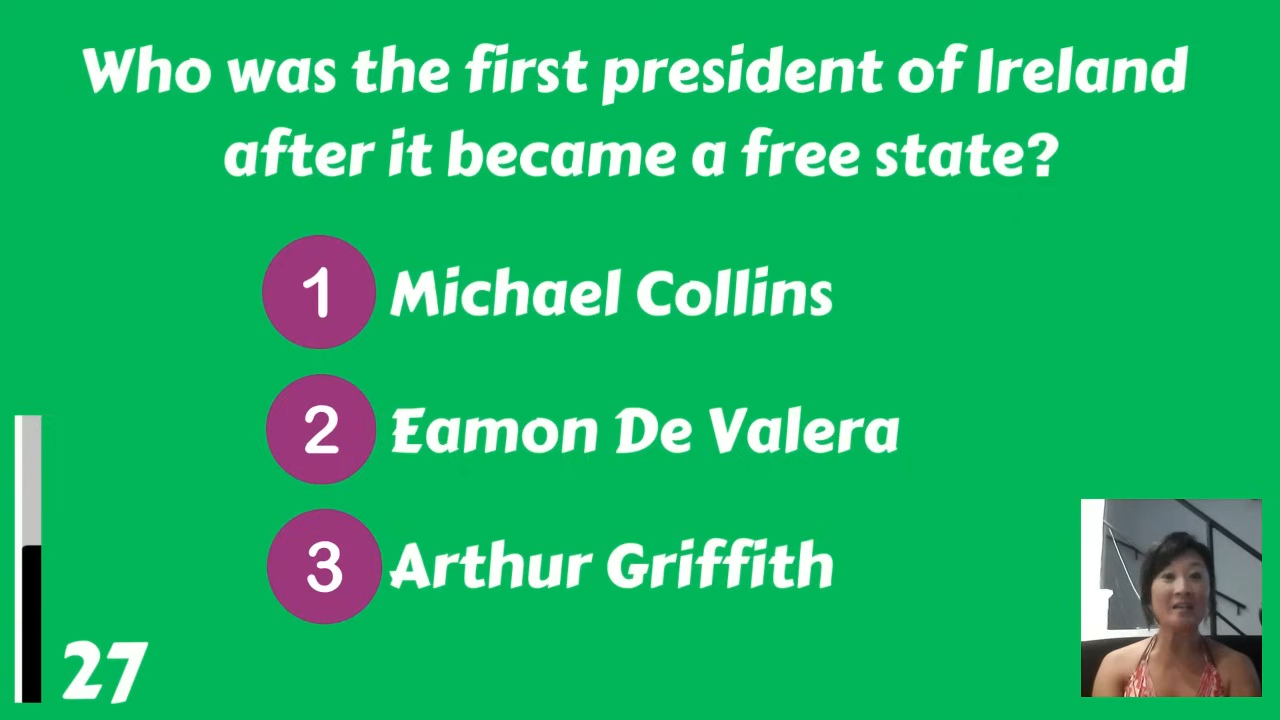 Who was the first president of Ireland
after it became a free state?
1 Michael Collins
2 Eamon De Valera
3 Arthur Griffith
27